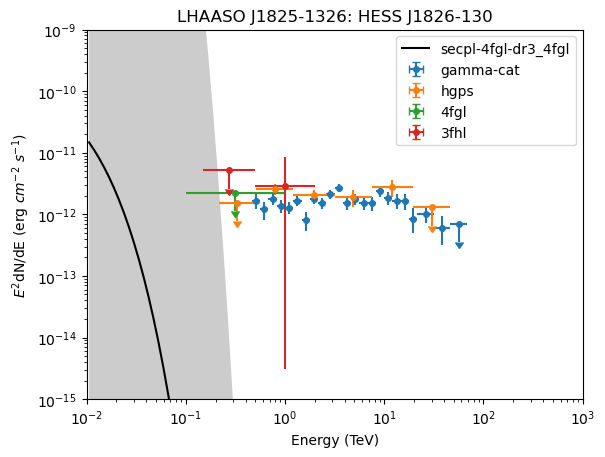 LHAASO J1825-1326: HESS J1826-130
secpl-4fgl-dr3_4fgl
gamma-cat
hgps
4fgl
3fhl
E²dN/dE (erg cm⁻² s⁻¹)
10⁻⁹
10⁻¹⁰
10⁻¹¹
10⁻¹²
10⁻¹³
10⁻¹⁴
10⁻¹⁵
10⁻² 10⁻¹ 10⁰ 10¹ 10² 10³
Energy (TeV)